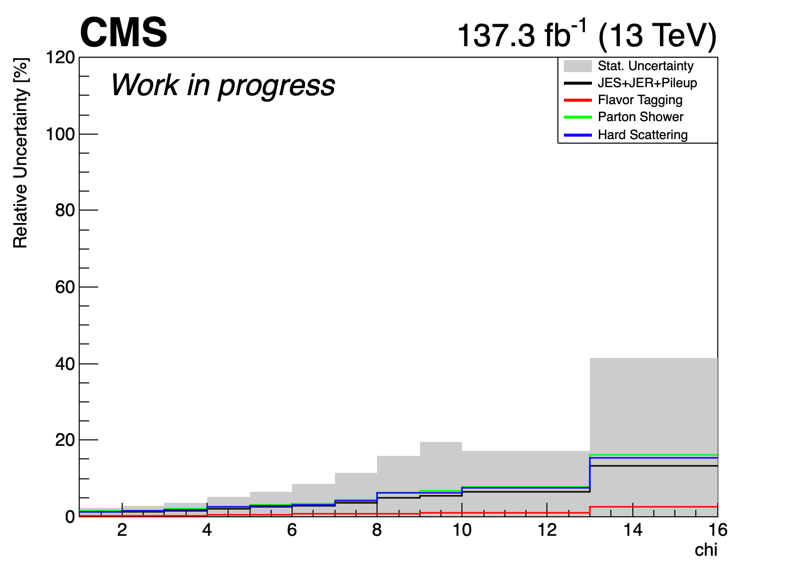 CMS
137.3 fb-1 (13 TeV)
Relative Uncertainty [%]
120
100
80
60
40
20
0
Work in progress
Stat. Uncertainty
JES+JER+Pileup
Flavor Tagging
Parton Shower
Hard Scattering
2 4 6 8 10 12 14 16
chi